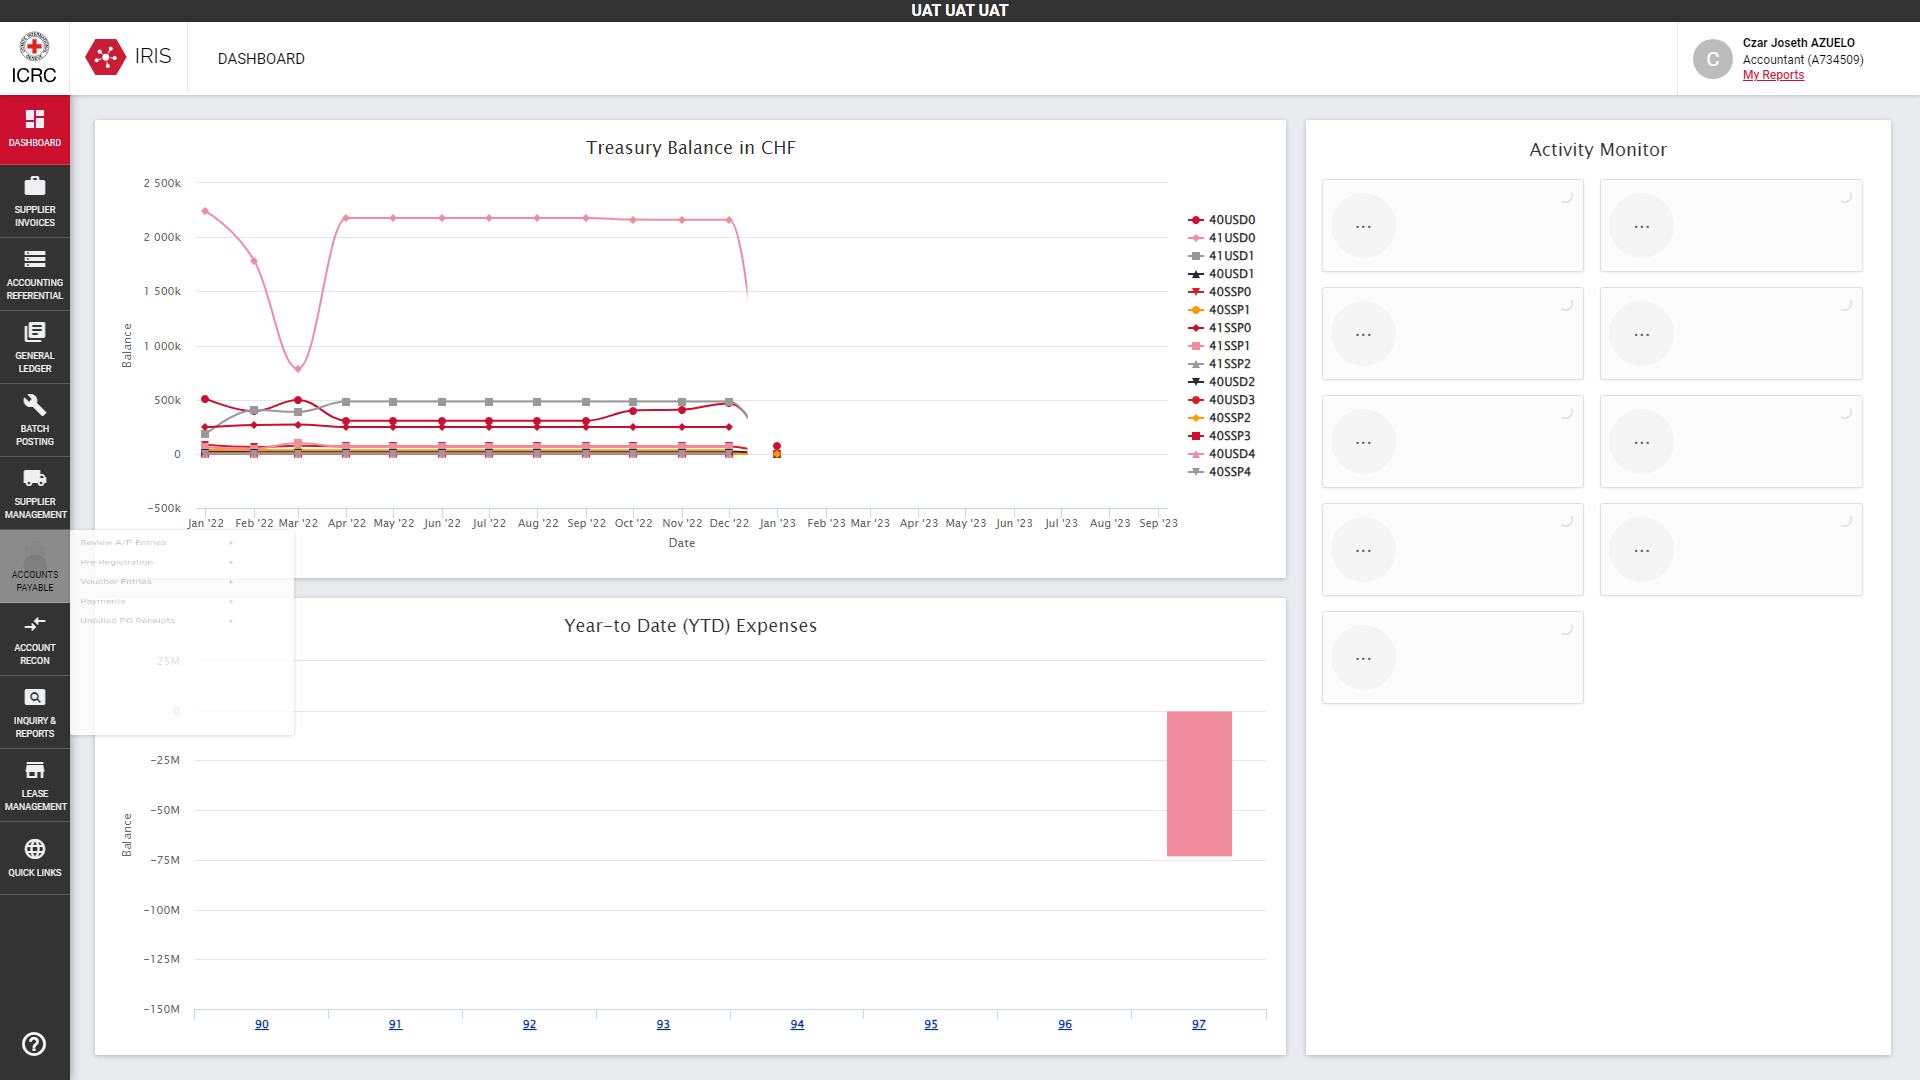 UAT UAT UAT
ICRC
IRIS
DASHBOARD
C
Czar Joseth AZUELO
Accountant (A734509)
My Reports
DASHBOARD
SUPPLIER
INVOICES
ACCOUNTING
REFERENTIAL
GENERAL
LEDGER
BATCH
POSTING
SUPPLIER
MANAGEMENT
ACCOUNTS
PAYABLE
ACCOUNT
RECON
INQUIRY &
REPORTS
LEASE
MANAGEMENT
QUICK LINKS
Review A/P Entries
Pre-Registration
Voucher Entries
Payments
Unbilled PO Receipts
Treasury Balance in CHF
Balance
2 500k
2 000k
1 500k
1 000k
500k
0
−500k
Jan '22 Feb '22 Mar '22 Apr '22 May '22 Jun '22 Jul '22 Aug '22 Sep '22 Oct '22 Nov '22 Dec '22 Jan '23 Feb '23 Mar '23 Apr '23 May '23 Jun '23 Jul '23 Aug '23 Sep '23
Date
40USD0
41USD0
41USD1
40USD1
40SSP0
40SSP1
41SSP0
41SSP1
41SSP2
40USD2
40USD3
40SSP2
40SSP3
40USD4
40SSP4
Year-to Date (YTD) Expenses
Balance
25M
0
−25M
−50M
−75M
−100M
−125M
−150M
90 91 92 93 94 95 96 97
Activity Monitor
... ...
... ...
... ...
... ...
...